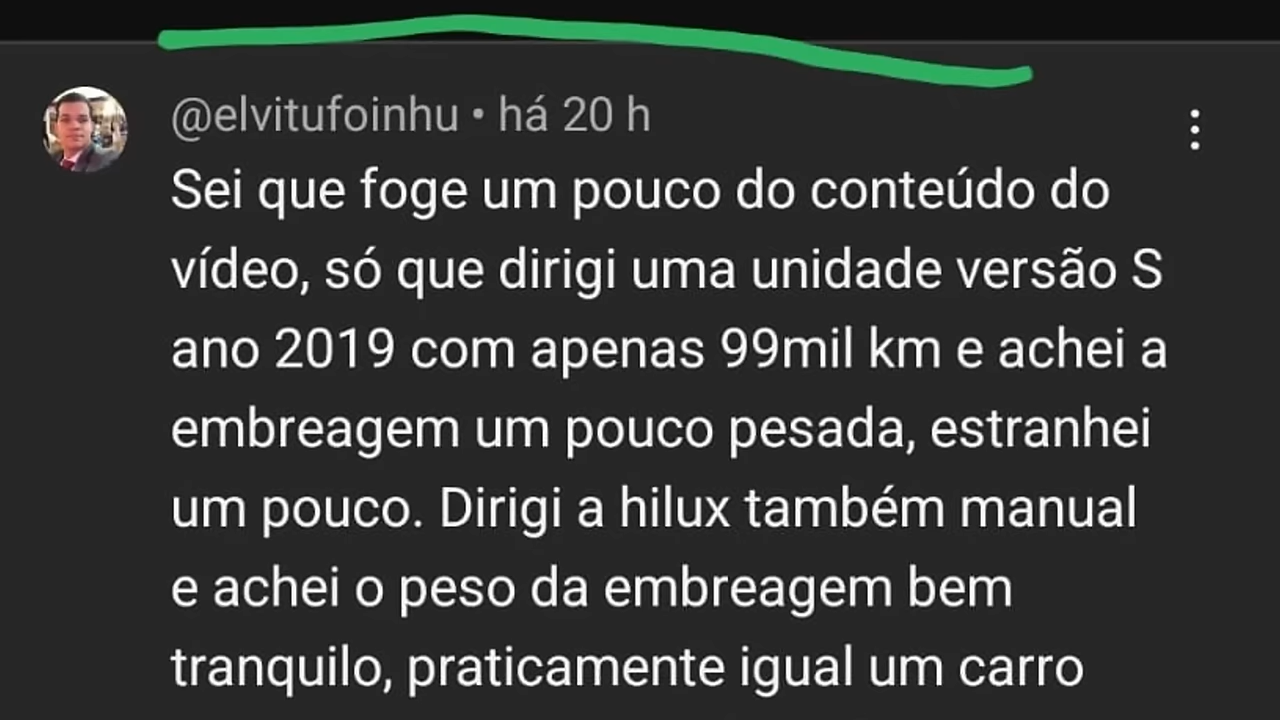 @elvitufoinhu • há 20 h
Sei que foge um pouco do conteúdo do
vídeo, só que dirigi uma unidade versão S
ano 2019 com apenas 99mil km e achei a
embreagem um pouco pesada, estranhei
um pouco. Dirigi a hilux também manual
e achei o peso da embreagem bem
tranquilo, praticamente igual um carro